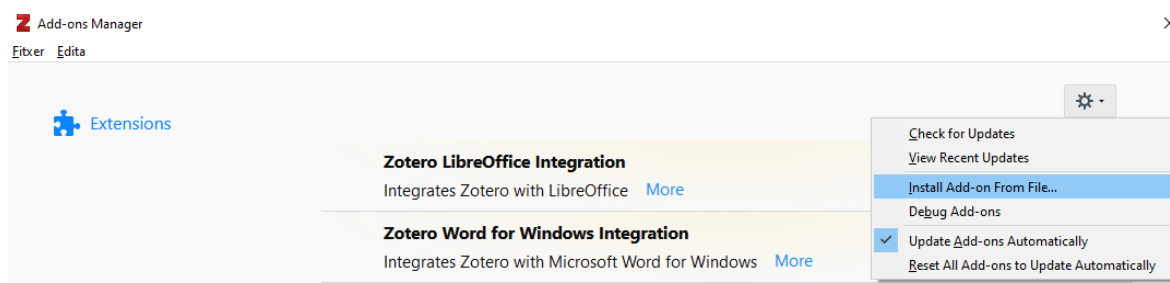 Add-ons Manager
Fitxer Edita
Extensions
Zotero LibreOffice Integration
Integrates Zotero with LibreOffice More
Zotero Word for Windows Integration
Integrates Zotero with Microsoft Word for Windows More
Check for Updates
View Recent Updates
Install Add-on From File...
Debug Add-ons
Update Add-ons Automatically
Reset All Add-ons to Update Automatically